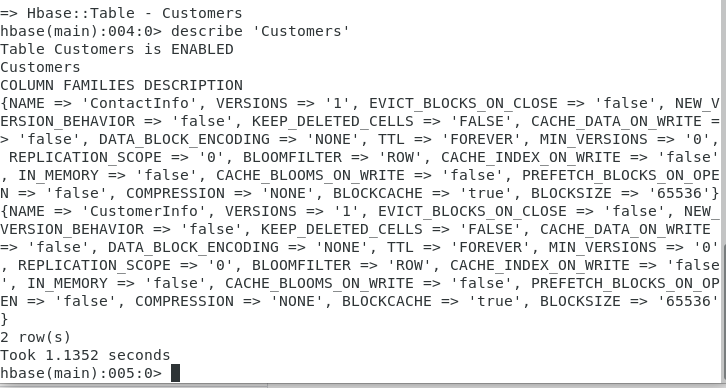 => Hbase::Table - Customers
hbase(main):004:0> describe 'Customers'
Table Customers is ENABLED
Customers
COLUMN FAMILIES DESCRIPTION
{NAME => 'ContactInfo', VERSIONS => '1', EVICT_BLOCKS_ON_CLOSE => 'false', NEW_V
ERSION_BEHAVIOR => 'false', KEEP_DELETED_CELLS => 'FALSE', CACHE_DATA_ON_WRITE =
> 'false', DATA_BLOCK_ENCODING => 'NONE', TTL => 'FOREVER', MIN_VERSIONS => '0',
 REPLICATION_SCOPE => '0', BLOOMFILTER => 'ROW', CACHE_INDEX_ON_WRITE => 'false'
, IN_MEMORY => 'false', CACHE_BLOOMS_ON_WRITE => 'false', PREFETCH_BLOCKS_ON_OPE
N => 'false', COMPRESSION => 'NONE', BLOCKCACHE => 'true', BLOCKSIZE => '65536'}
{NAME => 'CustomerInfo', VERSIONS => '1', EVICT_BLOCKS_ON_CLOSE => 'false', NEW_
VERSION_BEHAVIOR => 'false', KEEP_DELETED_CELLS => 'FALSE', CACHE_DATA_ON_WRITE 
=> 'false', DATA_BLOCK_ENCODING => 'NONE', TTL => 'FOREVER', MIN_VERSIONS => '0'
, REPLICATION_SCOPE => '0', BLOOMFILTER => 'ROW', CACHE_INDEX_ON_WRITE => 'false
', IN_MEMORY => 'false', CACHE_BLOOMS_ON_WRITE => 'false', PREFETCH_BLOCKS_ON_OP
EN => 'false', COMPRESSION => 'NONE', BLOCKCACHE => 'true', BLOCKSIZE => '65536'
}
2 row(s)
Took 1.1352 seconds
hbase(main):005:0>